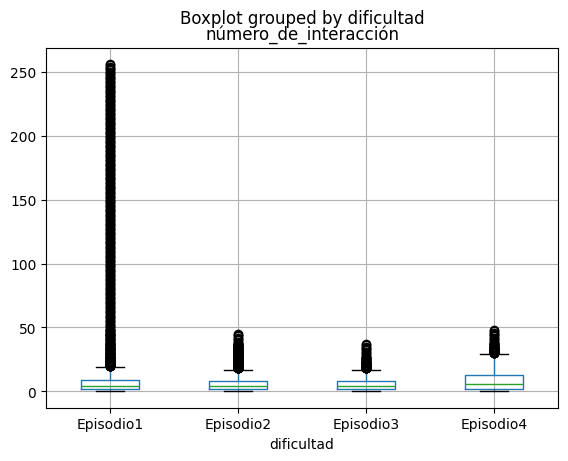 Boxplot grouped by dificultad
número_de_interacción
250
200
150
100
50
0
Episodio1 Episodio2 Episodio3 Episodio4
dificultad